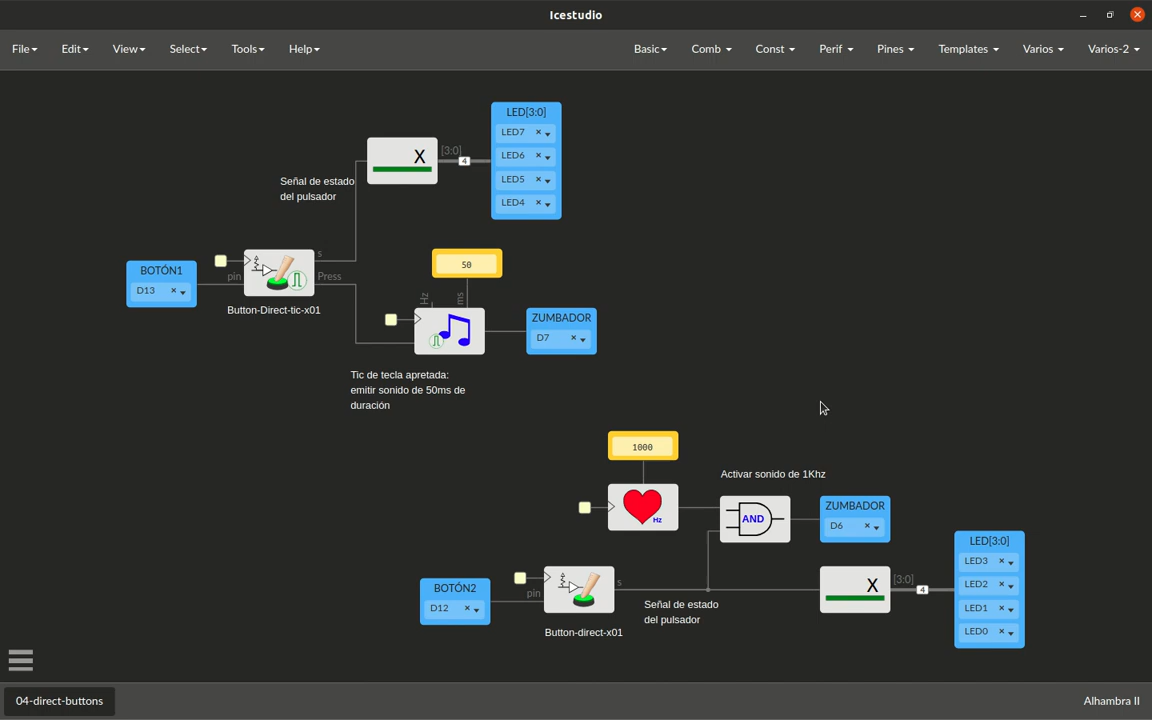 Icestudio
File Edit View Select Tools Help Basic Comb Const Perif Pines Templates Varios Varios-2
LED[3:0]
LED7
LED6
LED5
LED4
X
[3:0]
4
Señal de estado
del pulsador
BOTÓN1
D13
pin
s
Press
Button-Direct-tic-x01
50
Hz
ms
ZUMBADOR
D7
Tic de tecla apretada:
emitir sonido de 50ms de
duración
1000
Hz
Activar sonido de 1Khz
AND
ZUMBADOR
D6
BOTÓN2
D12
pin
s
Button-direct-x01
Señal de estado
del pulsador
X
[3:0]
4
LED[3:0]
LED3
LED2
LED1
LED0
04-direct-buttons
Alhambra II